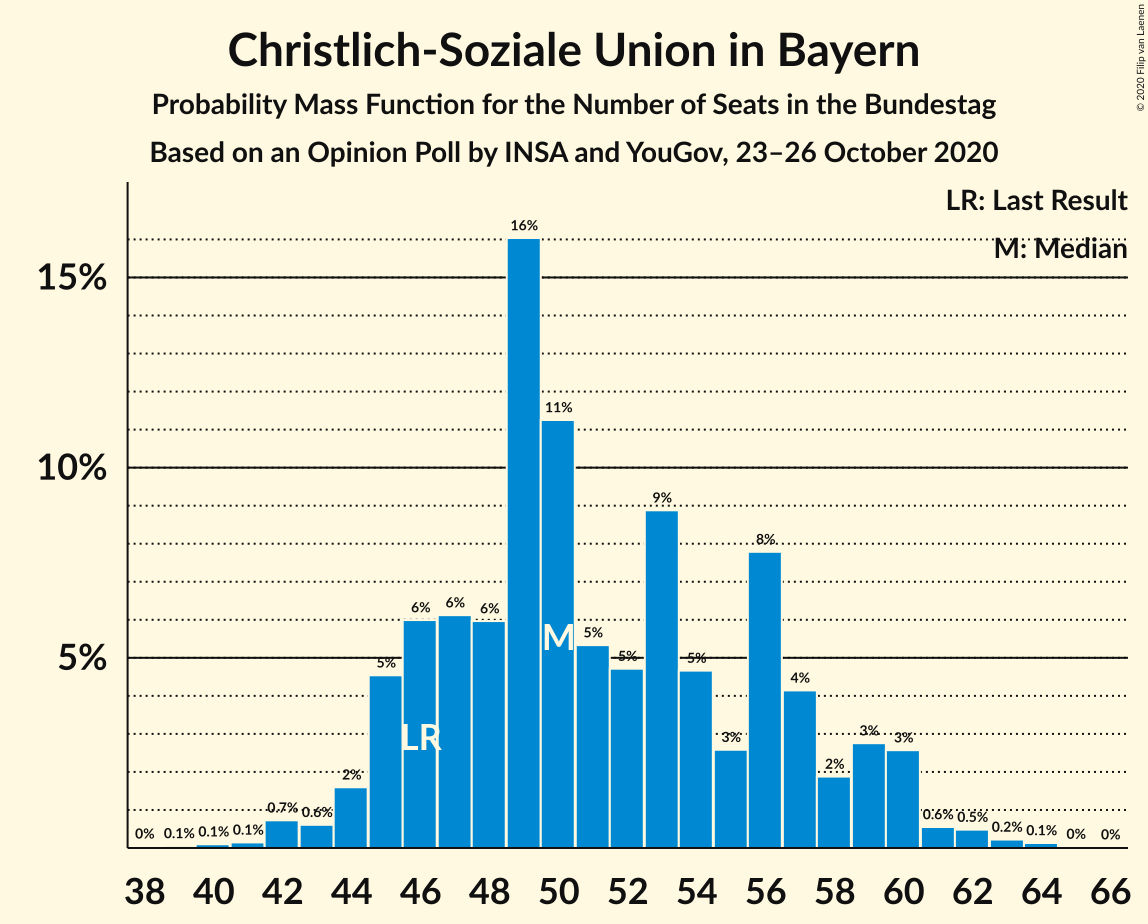 Christlich-Soziale Union in Bayern
Probability Mass Function for the Number of Seats in the Bundestag
Based on an Opinion Poll by INSA and YouGov, 23–26 October 2020
© 2020 Filip van Laenen
LR: Last Result
M: Median
15%
10%
5%
0% 0.1% 0.1% 0.1% 0.7% 0.6% 2% 5% 6% 6% 6% 16% 11% 5% 5% 9% 5% 3% 8% 4% 2% 3% 3% 0.6% 0.5% 0.2% 0.1% 0% 0%
LR
M
38 40 42 44 46 48 50 52 54 56 58 60 62 64 66